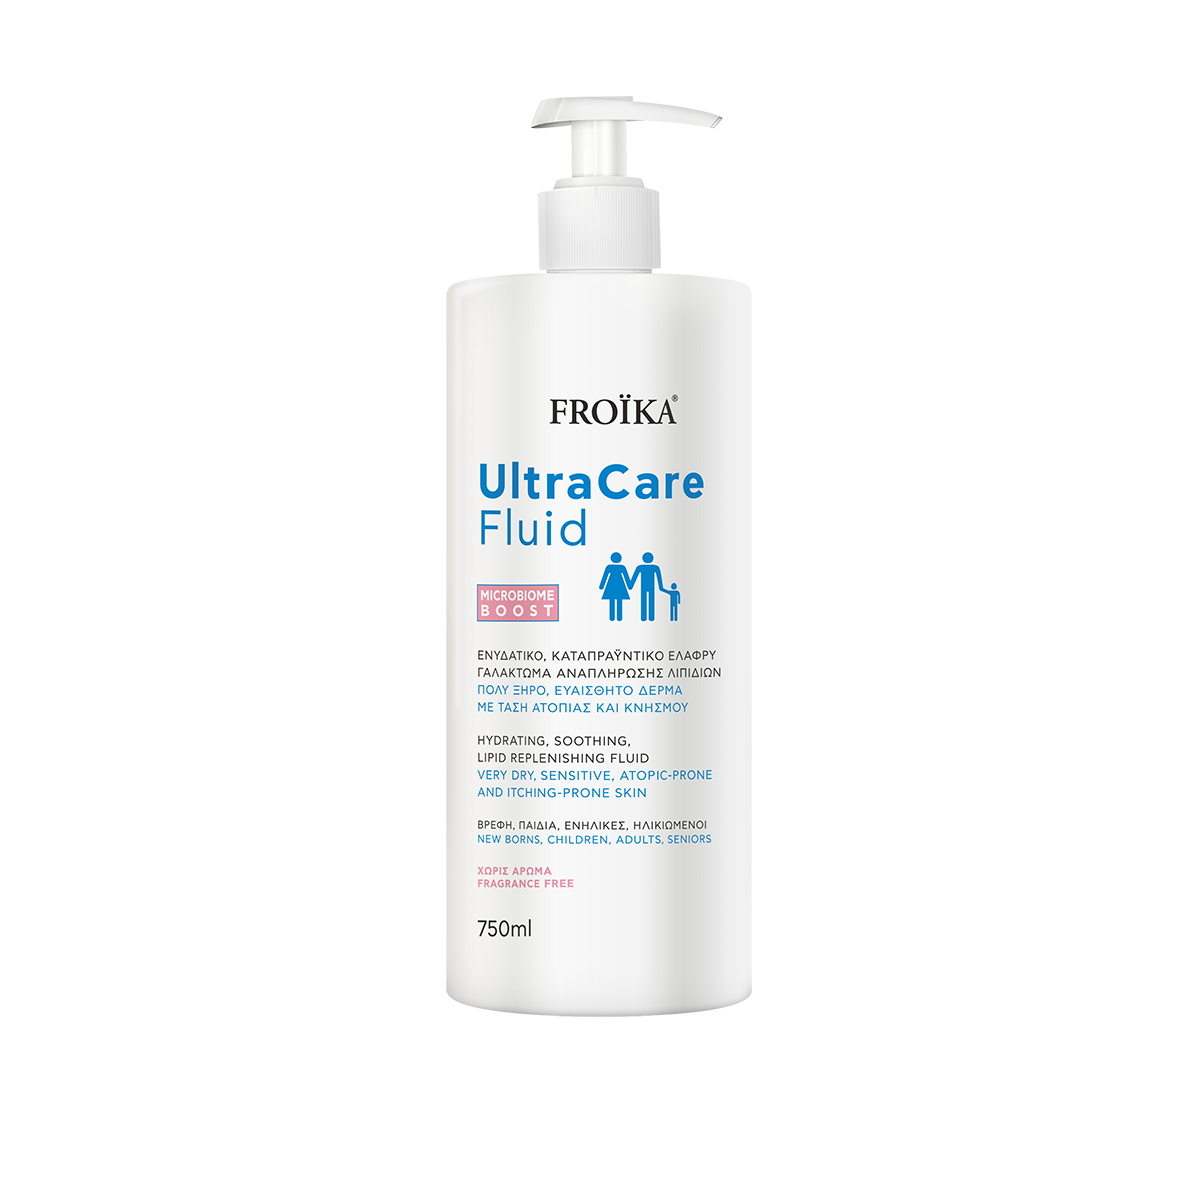 FROÏKA®
UltraCare
Fluid
MICROBIOME
BOOST
ΕΝΥΔΑΤΙΚΟ, ΚΑΤΑΠΡΑΫΝΤΙΚΟ ΕΛΑΦΡΥ
ΓΑΛΑΚΤΩΜΑ ΑΝΑΠΛΗΡΩΣΗΣ ΛΙΠΙΔΙΩΝ
ΠΟΛΥ ΞΗΡΟ, ΕΥΑΙΣΘΗΤΟ ΔΕΡΜΑ
ΜΕ ΤΑΣΗ ΑΤΟΠΙΑΣ ΚΑΙ ΚΝΗΣΜΟΥ
HYDRATING, SOOTHING,
LIPID REPLENISHING FLUID
VERY DRY, SENSITIVE, ATOPIC-PRONE
AND ITCHING-PRONE SKIN
ΒΡΕΦΗ, ΠΑΙΔΙΑ, ΕΝΗΛΙΚΕΣ, ΗΛΙΚΙΩΜΕΝΟΙ
NEW BORNS, CHILDREN, ADULTS, SENIORS
ΧΩΡΙΣ ΑΡΩΜΑ
FRAGRANCE FREE
750ml